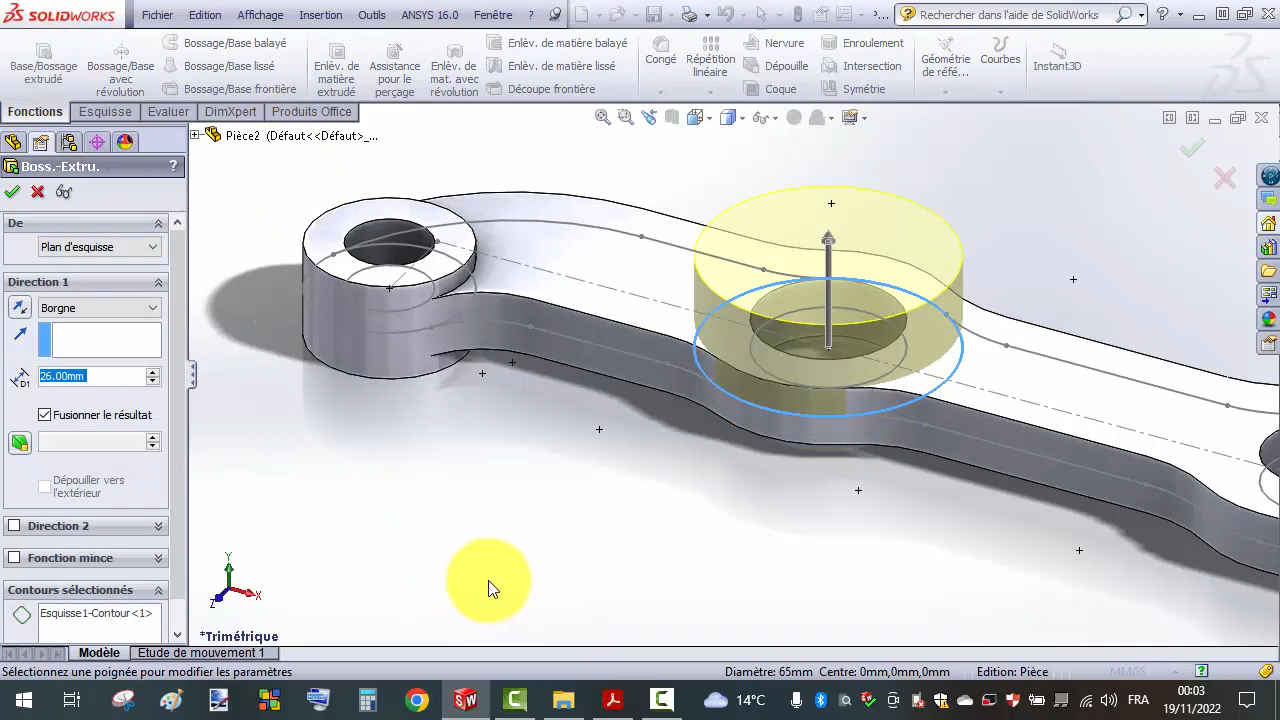 SOLIDWORKS
Fichier Edition Affichage Insertion Outils ANSYS 16.0 Fenêtre ? P... Rechercher dans l'aide de SolidWorks ?
Base/Bossage extrudé
Bossage/Base avec révolution
Bossage/Base balayé
Bossage/Base lissé
Bossage/Base frontière
Enlèv. de matière extrudé
Assistance pour le perçage
Enlèv. de mat. avec révolution
Enlèv. de matière balayé
Enlèv. de matière lissé
Découpe frontière
Congé
Répétition linéaire
Nervure
Dépouille
Coque
Enroulement
Intersection
Symétrie
Géométrie de réfé...
Courbes
Instant3D
Fonctions Esquisse Evaluer DimXpert Produits Office
Pièce2 (Défaut<<Défaut>_...
Boss.-Extru. ?
De
Plan d'esquisse
Direction 1
Borgne
D1 26.00mm
Fusionner le résultat
Dépouiller vers l'extérieur
Direction 2
Fonction mince
Contours sélectionnés
Esquisse1-Contour<1>
Y
X
Z
*Trimétrique
Modèle Etude de mouvement 1
Sélectionnez une poignée pour modifier les paramètres Diamètre: 65mm Centre: 0mm,0mm,0mm Edition: Pièce MMGS ?
14°C FRA 00:03
19/11/2022